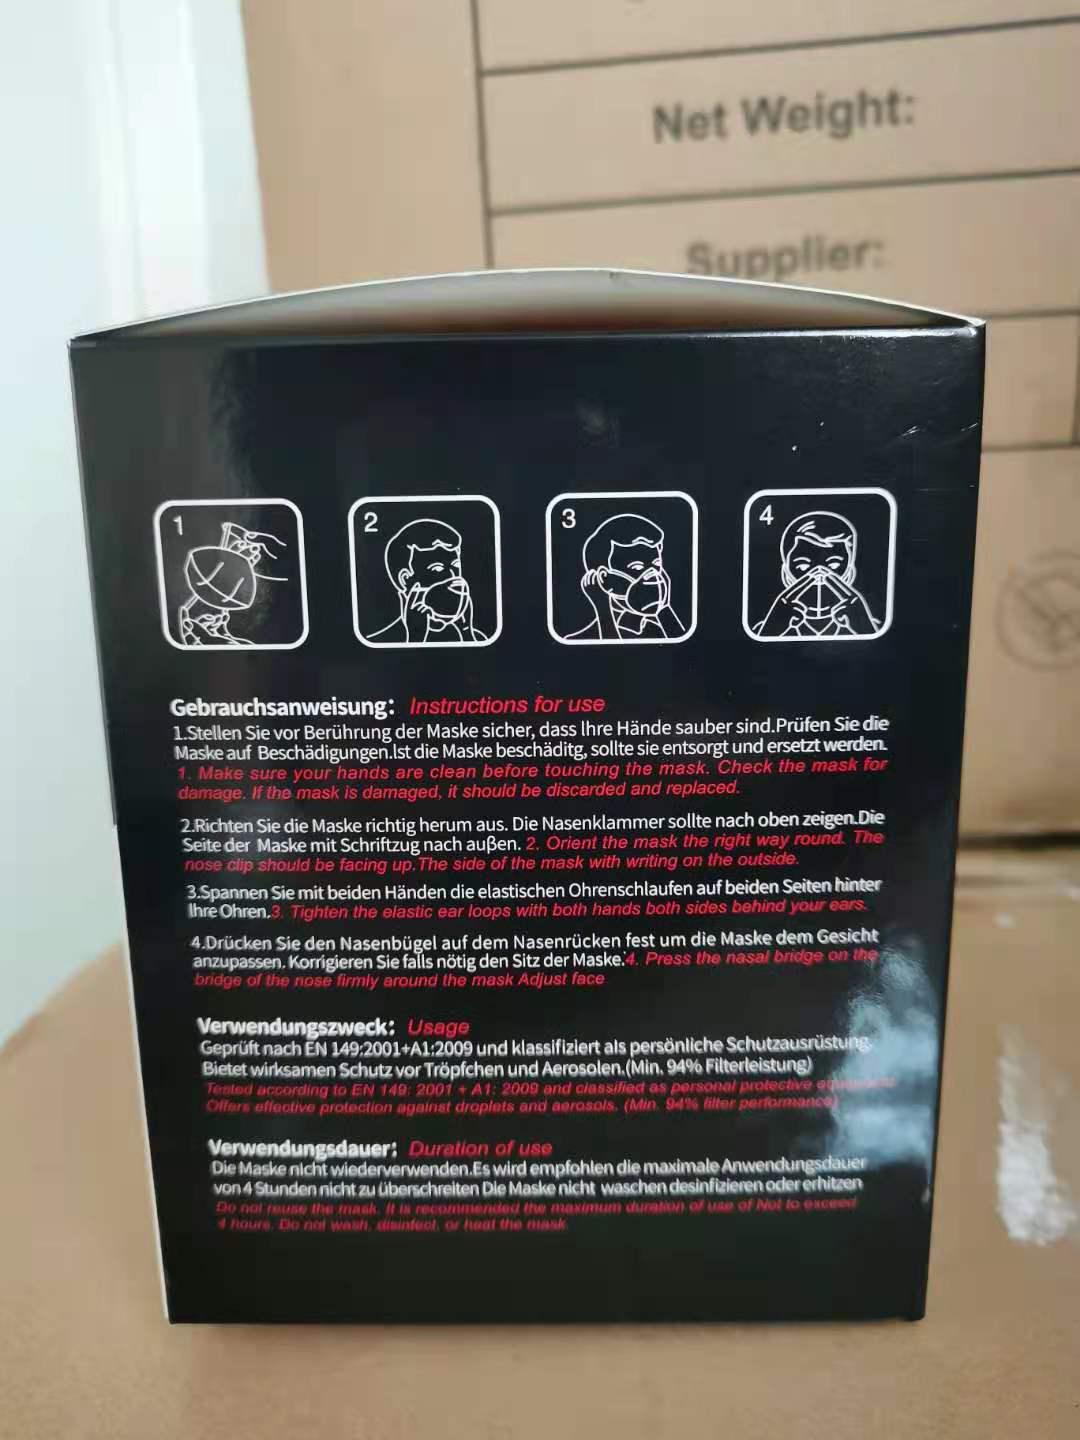 Net Weight:
Supplier:
1
2
3
4
Gebrauchsanweisung: Instructions for use
1.Stellen Sie vor Berührung der Maske sicher, dass Ihre Hände sauber sind.Prüfen Sie die
Maske auf Beschädigungen.Ist die Maske beschäditg, sollte sie entsorgt und ersetzt werden.
1. Make sure your hands are clean before touching the mask. Check the mask for
damage. If the mask is damaged, it should be discarded and replaced.
2.Richten Sie die Maske richtig herum aus. Die Nasenklammer sollte nach oben zeigen.Die
Seite der Maske mit Schriftzug nach außen. 2. Orient the mask the right way round. The
nose clip should be facing up.The side of the mask with writing on the outside.
3.Spannen Sie mit beiden Händen die elastischen Ohrenschlaufen auf beiden Seiten hinter
Ihre Ohren.3. Tighten the elastic ear loops with both hands both sides behind your ears.
4.Drücken Sie den Nasenbügel auf dem Nasenrücken fest um die Maske dem Gesicht
anzupassen. Korrigieren Sie falls nötig den Sitz der Maske.4. Press the nasal bridge on the
bridge of the nose firmly around the mask Adjust face
Verwendungszweck: Usage
Geprüft nach EN 149:2001+A1:2009 und klassifiziert als persönliche Schutzausrüstung.
Bietet wirksamen Schutz vor Tröpfchen und Aerosolen.(Min. 94% Filterleistung)
Tested according to EN 149: 2001 + A1: 2009 and classified as personal protective equipment
Offers effective protection against droplets and aerosols. (Min. 94% filter performance)
Verwendungsdauer: Duration of use
Die Maske nicht wiederverwenden.Es wird empfohlen die maximale Anwendungsdauer
von 4 Stunden nicht zu überschreiten Die Maske nicht waschen desinfizieren oder erhitzen
Do not reuse the mask. It is recommended the maximum duration of use of Not to exceed
4 hours. Do not wash, disinfect, or heat the mask.